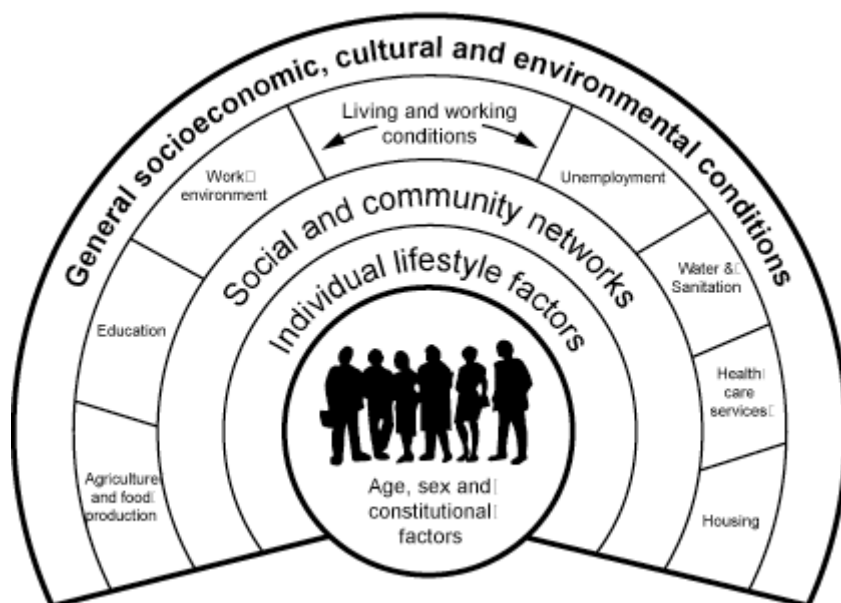 General socioeconomic, cultural and environmental conditions
Living and working
conditions
Work
environment
Unemployment
Social and community networks
Water &
Sanitation
Individual lifestyle factors
Education
Health
care
services
Agriculture
and food
production
Age, sex and
constitutional
factors
Housing